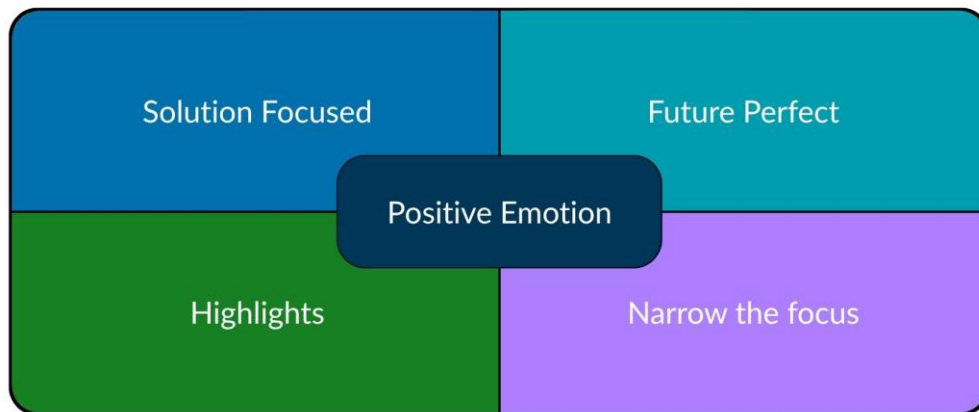 Solution Focused
Future Perfect
Positive Emotion
Highlights
Narrow the focus